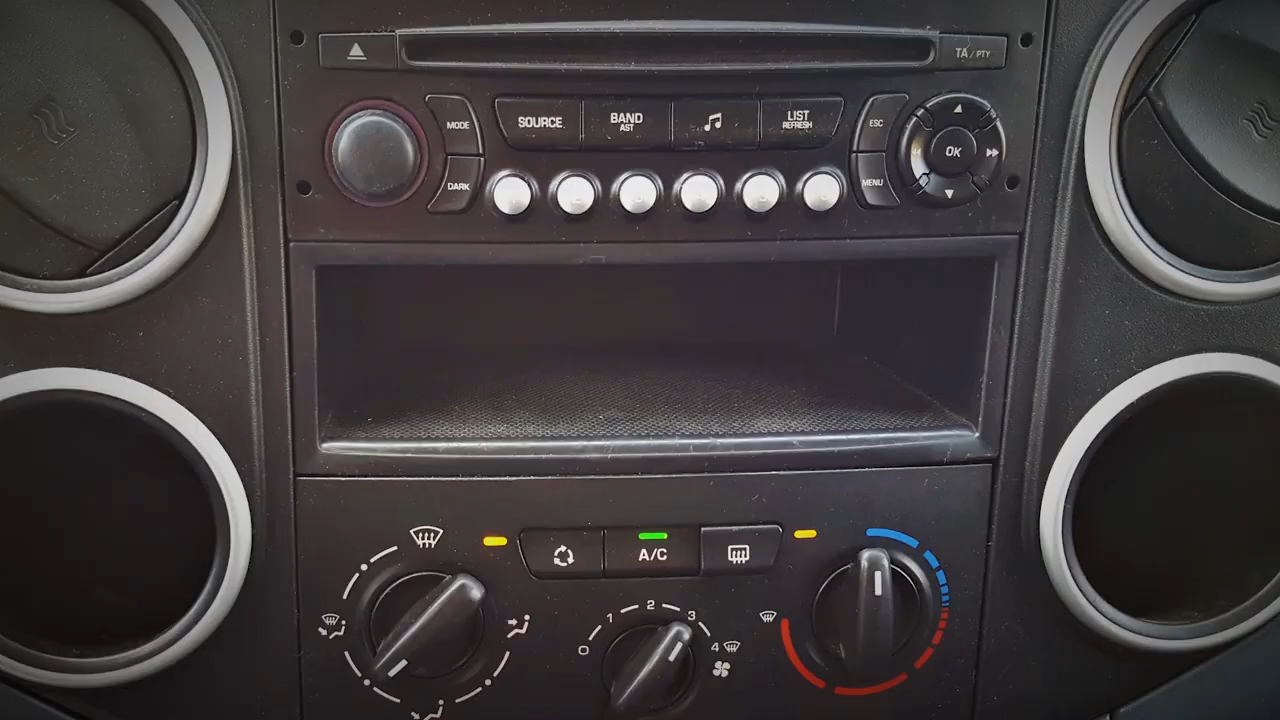 TA/PTY
MODE
SOURCE
BAND
AST
LIST
REFRESH
ESC
OK
DARK
MENU
A/C
0
1
2
3
4